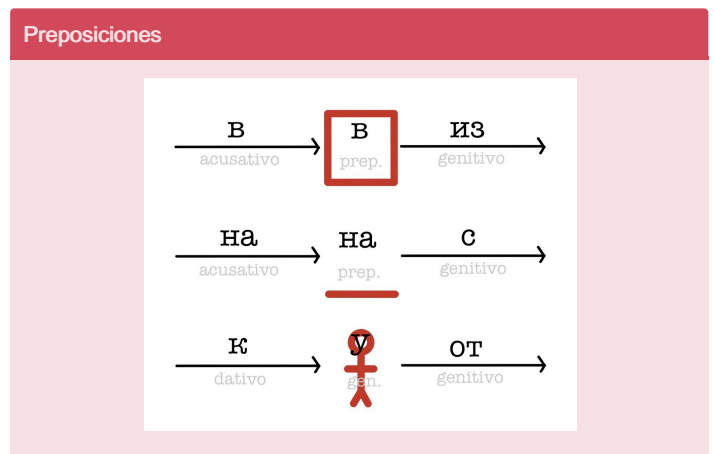 Preposiciones
в в из
acusativo prep. genitivo
на на с
acusativo prep. genitivo
к у от
dativo gen. genitivo